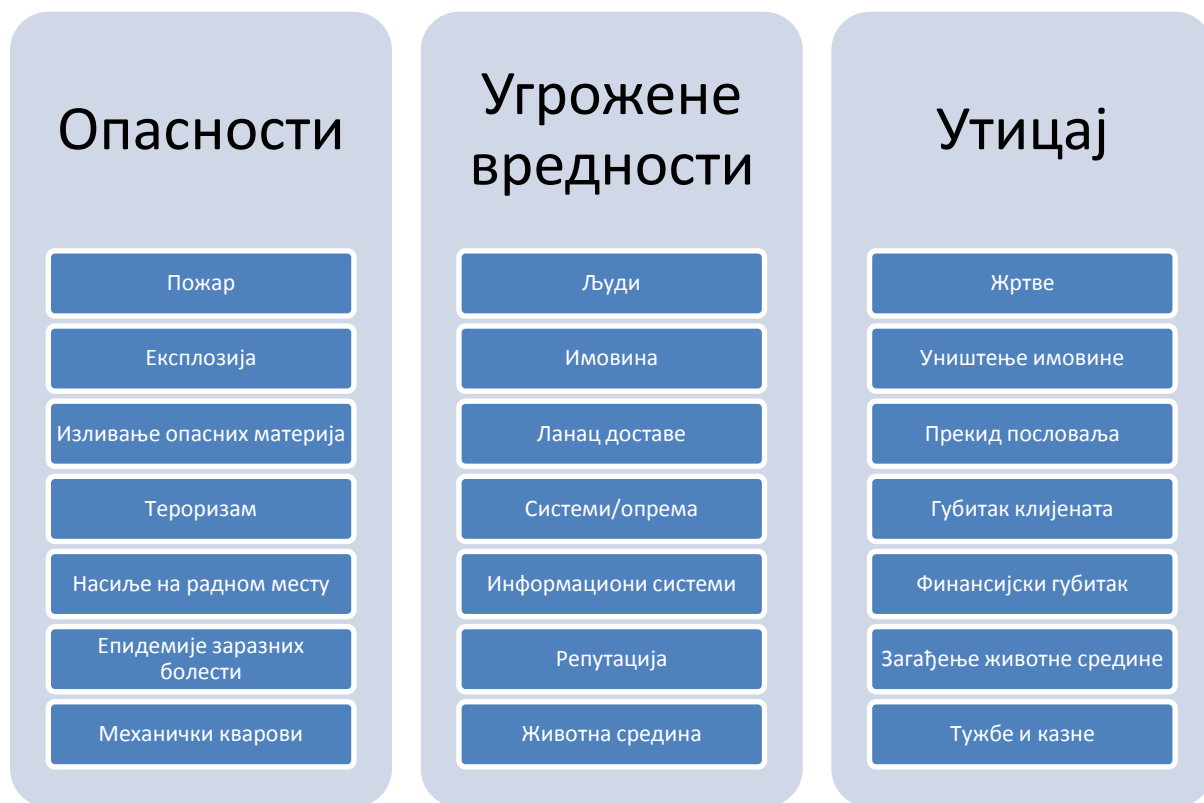 Опасности
Пожар
Експлозија
Изливање опасних материја
Тероризам
Насиље на радном месту
Епидемије заразних
болести
Механички кварови
Угрожене
вредности
Људи
Имовина
Ланац доставе
Системи/опрема
Информациони системи
Репутација
Животна средина
Утицај
Жртве
Уништење имовине
Прекид пословаља
Губитак клијената
Финансијски губитак
Загађење животне средине
Тужбе и казне